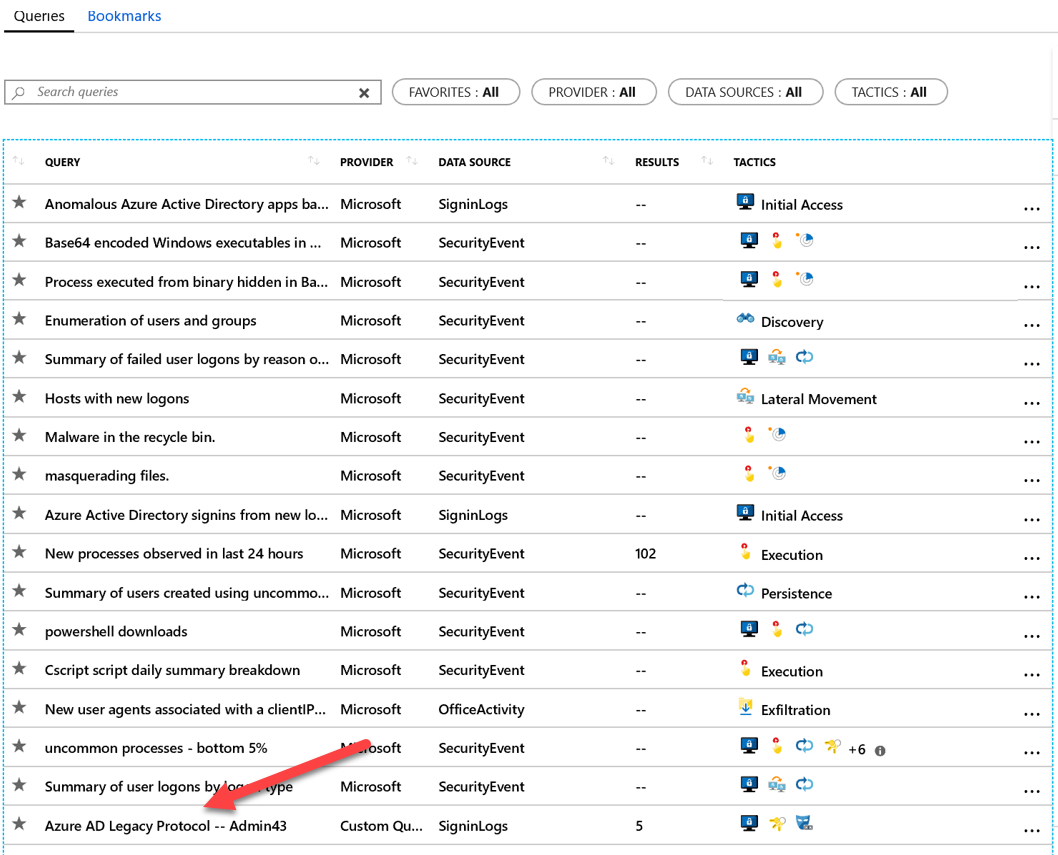 Queries Bookmarks
Search queries FAVORITES : All PROVIDER : All DATA SOURCES : All TACTICS : All
QUERY PROVIDER DATA SOURCE RESULTS TACTICS
Anomalous Azure Active Directory apps ba... Microsoft SigninLogs -- Initial Access ...
Base64 encoded Windows executables in ... Microsoft SecurityEvent -- ...
Process executed from binary hidden in Ba... Microsoft SecurityEvent -- ...
Enumeration of users and groups Microsoft SecurityEvent -- Discovery ...
Summary of failed user logons by reason o... Microsoft SecurityEvent -- ...
Hosts with new logons Microsoft SecurityEvent -- Lateral Movement ...
Malware in the recycle bin. Microsoft SecurityEvent -- ...
masquerading files. Microsoft SecurityEvent -- ...
Azure Active Directory signins from new lo... Microsoft SigninLogs -- Initial Access ...
New processes observed in last 24 hours Microsoft SecurityEvent 102 Execution ...
Summary of users created using uncommo... Microsoft SecurityEvent -- Persistence ...
powershell downloads Microsoft SecurityEvent -- ...
Cscript script daily summary breakdown Microsoft SecurityEvent -- Execution ...
New user agents associated with a clientIP... Microsoft OfficeActivity -- Exfiltration ...
uncommon processes - bottom 5% Microsoft SecurityEvent -- +6 ...
Summary of user logons by logon type Microsoft SecurityEvent -- ...
Azure AD Legacy Protocol -- Admin43 Custom Qu... SigninLogs 5 ...